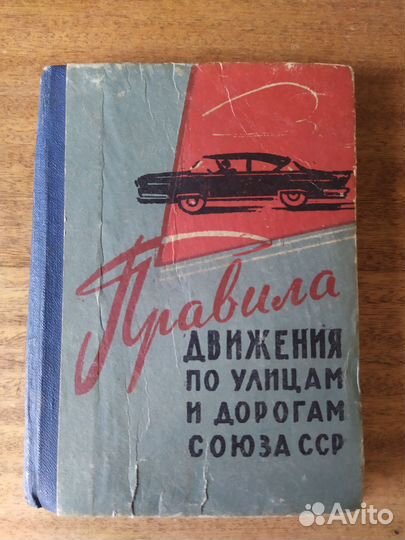 Правила
ДВИЖЕНИЯ
ПО УЛИЦАМ
И ДОРОГАМ
СОЮЗА ССР
Avito